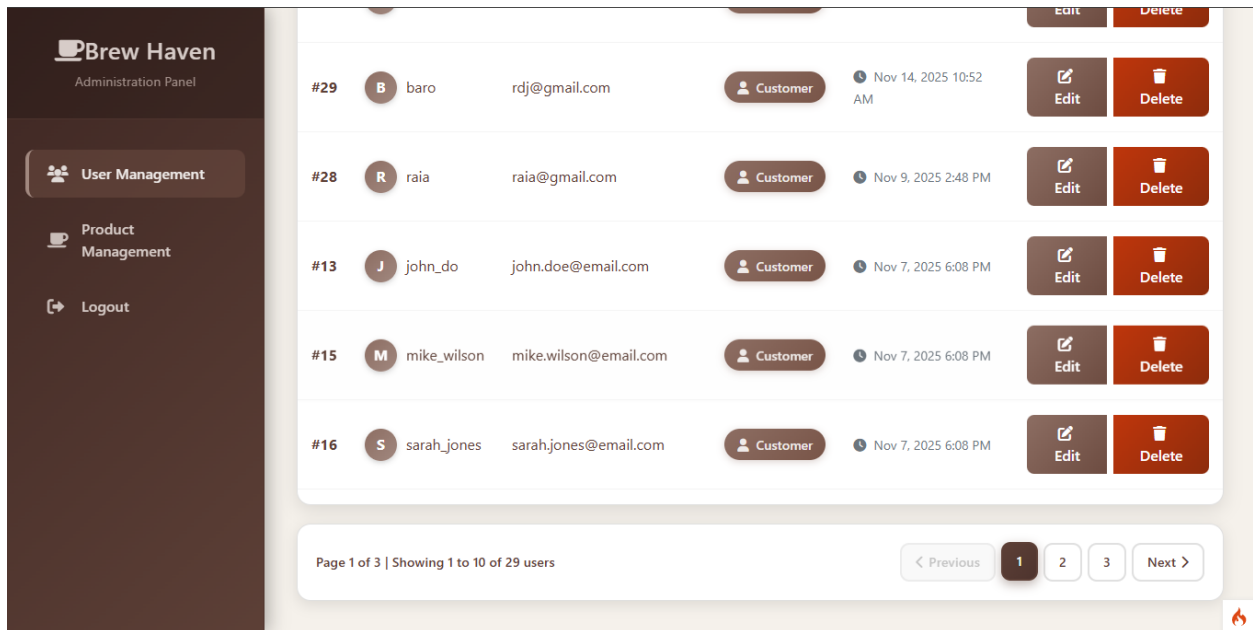 Brew Haven
Administration Panel
User Management
Product
Management
Logout
Edit Delete
#29 B baro rdj@gmail.com Customer Nov 14, 2025 10:52
AM
Edit Delete
#28 R raia raia@gmail.com Customer Nov 9, 2025 2:48 PM
Edit Delete
#13 J john_do john.doe@email.com Customer Nov 7, 2025 6:08 PM
Edit Delete
#15 M mike_wilson mike.wilson@email.com Customer Nov 7, 2025 6:08 PM
Edit Delete
#16 S sarah_jones sarah.jones@email.com Customer Nov 7, 2025 6:08 PM
Edit Delete
Page 1 of 3 | Showing 1 to 10 of 29 users
Previous 1 2 3 Next